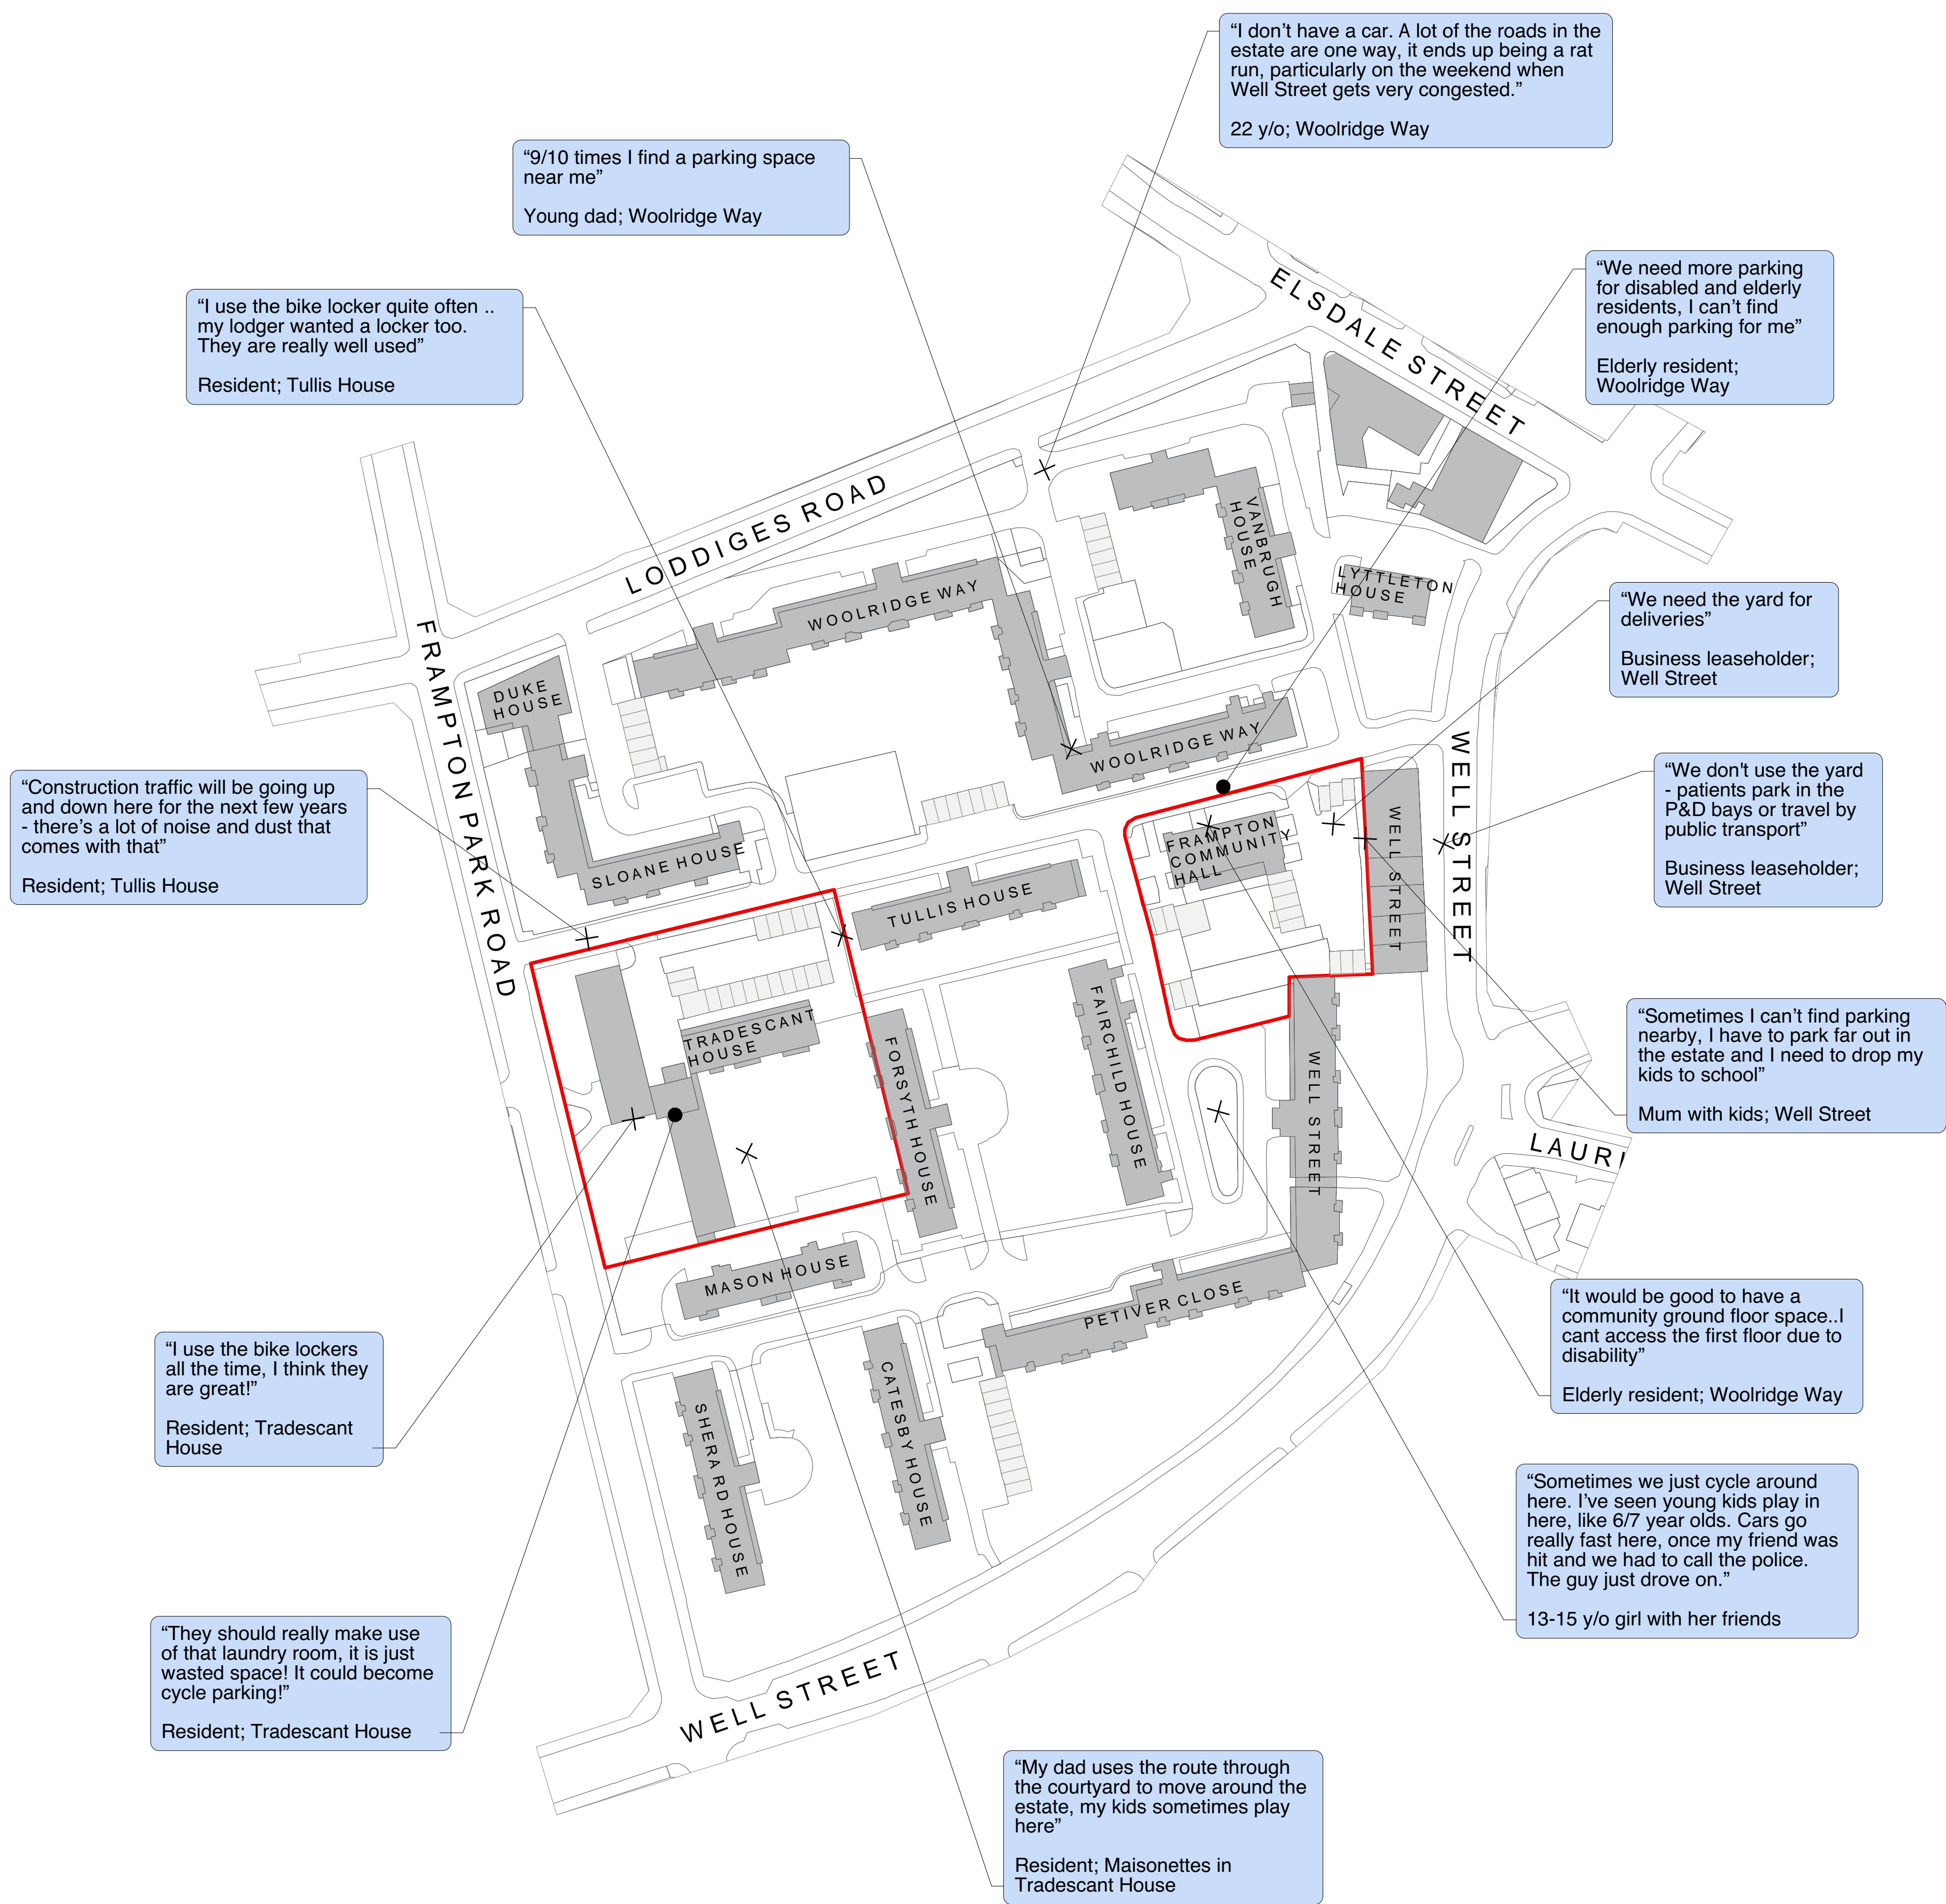 “I don’t have a car. A lot of the roads in the
estate are one way, it ends up being a rat
run, particularly on the weekend when
Well Street gets very congested.”
22 y/o; Woolridge Way
“9/10 times I find a parking space
near me”
Young dad; Woolridge Way
“We need more parking
for disabled and elderly
residents, I can’t find
enough parking for me”
Elderly resident;
Woolridge Way
“I use the bike locker quite often ..
my lodger wanted a locker too.
They are really well used”
Resident; Tullis House
ELSDALE STREET
LODDIGES ROAD
VANBRUGH
HOUSE
LYTTLETON
HOUSE
WOOLRIDGE WAY
“We need the yard for
deliveries”
Business leaseholder;
Well Street
FRAMPTON PARK ROAD
DUKE
HOUSE
WOOLRIDGE WAY
WELL STREET
“We don't use the yard
- patients park in the
P&D bays or travel by
public transport”
Business leaseholder;
Well Street
“Construction traffic will be going up
and down here for the next few years
- there’s a lot of noise and dust that
comes with that”
Resident; Tullis House
SLOANE HOUSE
FRAMPTON
COMMUNITY
HALL
WELL STREET
TULLIS HOUSE
TRADESCANT
HOUSE
FORSYTH HOUSE
FAIRCHILD HOUSE
WELL STREET
“Sometimes I can’t find parking
nearby, I have to park far out in
the estate and I need to drop my
kids to school”
Mum with kids; Well Street
LAURI
MASON HOUSE
PETIVER CLOSE
“It would be good to have a
community ground floor space..I
cant access the first floor due to
disability”
Elderly resident; Woolridge Way
“I use the bike lockers
all the time, I think they
are great!”
Resident; Tradescant
House
SHERARD HOUSE
CATESBY HOUSE
“Sometimes we just cycle around
here. I’ve seen young kids play in
here, like 6/7 year olds. Cars go
really fast here, once my friend was
hit and we had to call the police.
The guy just drove on.”
13-15 y/o girl with her friends
“They should really make use
of that laundry room, it is just
wasted space! It could become
cycle parking!”
Resident; Tradescant House
WELL STREET
“My dad uses the route through
the courtyard to move around the
estate, my kids sometimes play
here”
Resident; Maisonettes in
Tradescant House